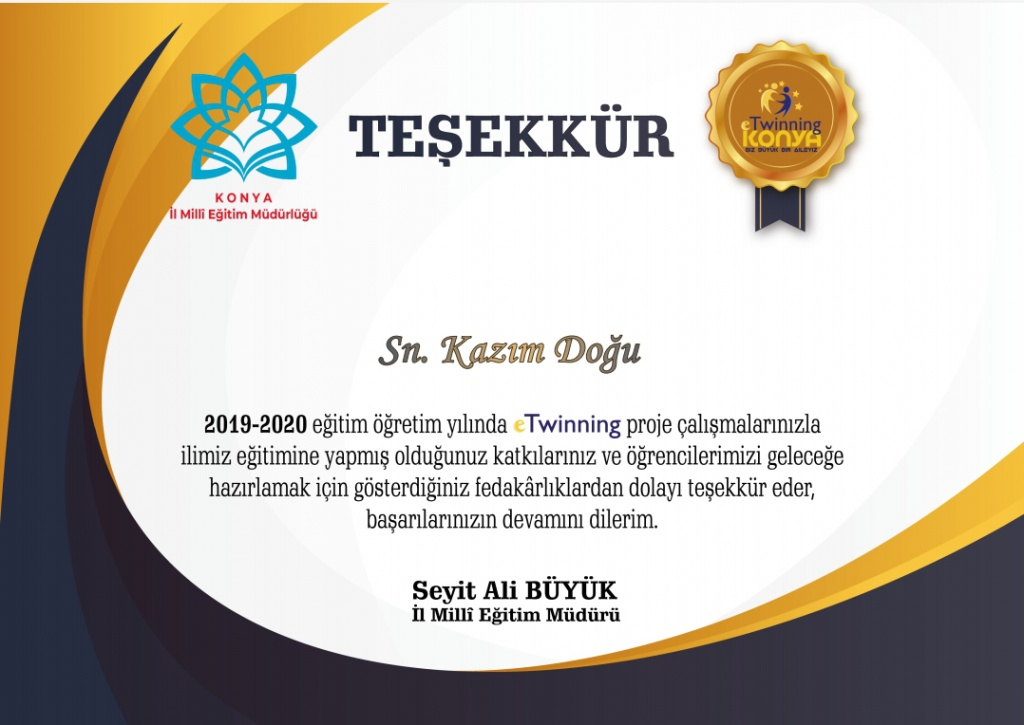 TEŞEKKÜR
eTwinning
KONYA
BİZ BÜYÜK BİR AİLEYİZ
KONYA
İl Millî Eğitim Müdürlüğü
Sn. Kazım Doğu
2019-2020 eğitim öğretim yılında eTwinning proje çalışmalarınızla
ilimiz eğitimine yapmış olduğunuz katkılarınız ve öğrencilerimizi geleceğe
hazırlamak için gösterdiğiniz fedakârlıklardan dolayı teşekkür eder,
başarılarınızın devamını dilerim.
Seyit Ali BÜYÜK
İl Millî Eğitim Müdürü